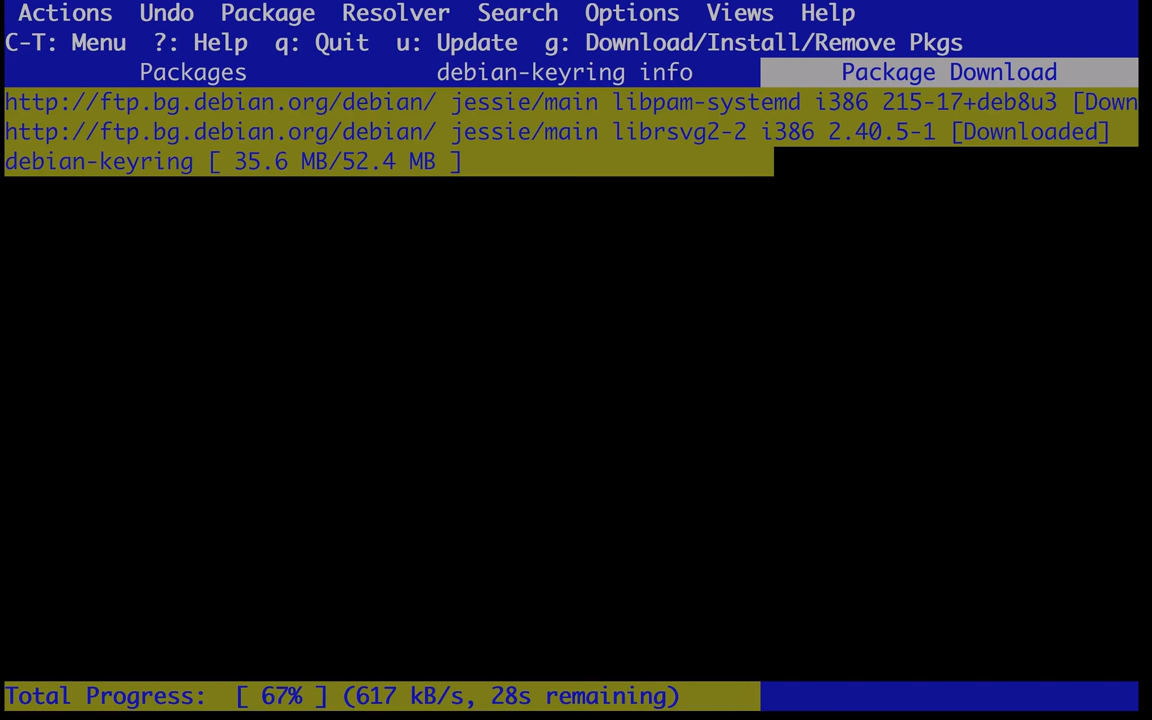 Actions Undo Package Resolver Search Options Views Help
C-T: Menu ?: Help q: Quit u: Update g: Download/Install/Remove Pkgs
Packages debian-keyring info Package Download
http://ftp.bg.debian.org/debian/ jessie/main libpam-systemd i386 215-17+deb8u3 [Down
http://ftp.bg.debian.org/debian/ jessie/main librsvg2-2 i386 2.40.5-1 [Downloaded]
debian-keyring [ 35.6 MB/52.4 MB ]
Total Progress: [ 67% ] (617 kB/s, 28s remaining)